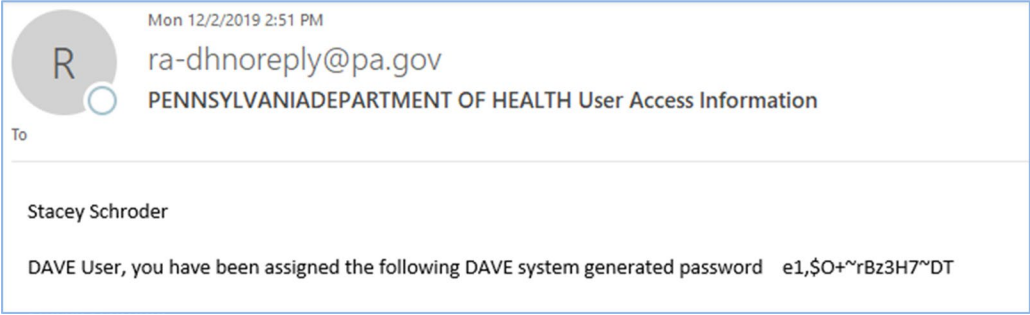 Mon 12/2/2019 2:51 PM
R
ra-dhnoreply@pa.gov
PENNSYLVANIADEPARTMENT OF HEALTH User Access Information
To
Stacey Schroder
DAVE User, you have been assigned the following DAVE system generated password e1,$O+~rBz3H7~DT